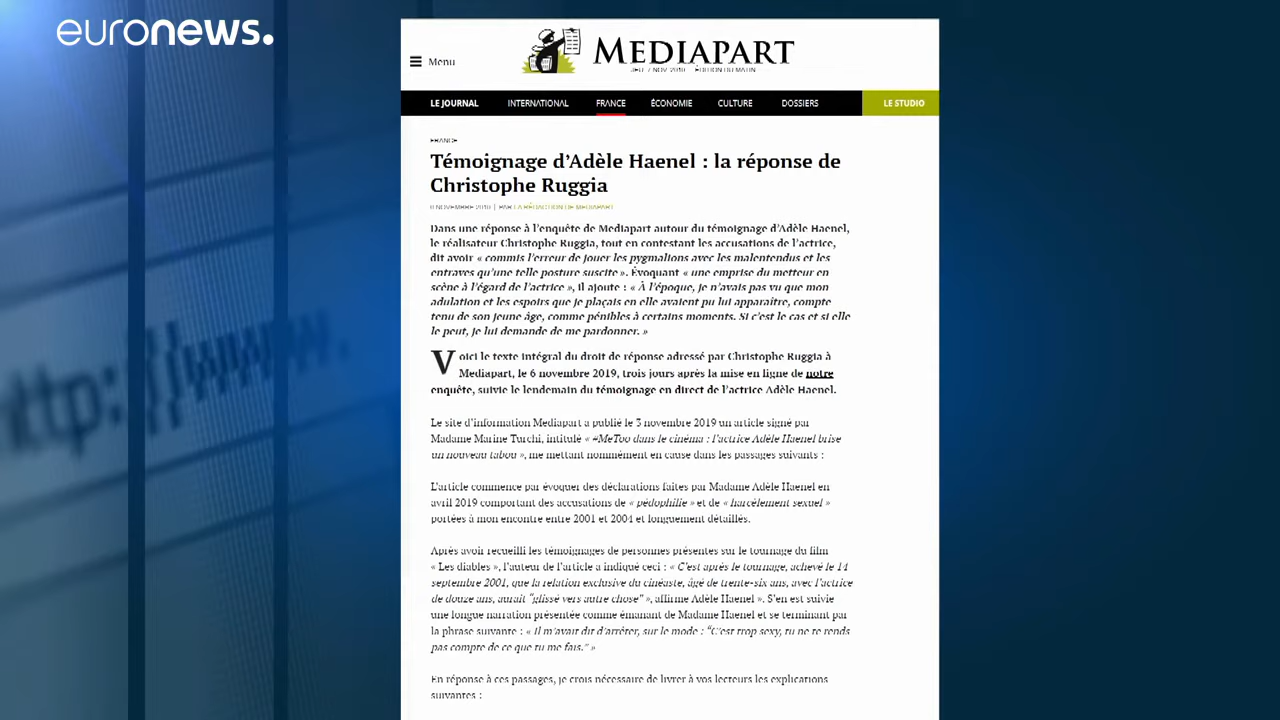 euronews.
Menu
MEDIAPART
ÉDITION DU MATIN
LE JOURNAL INTERNATIONAL FRANCE ÉCONOMIE CULTURE DOSSIERS LE STUDIO
FRANCE
Témoignage d’Adèle Haenel : la réponse de
Christophe Ruggia
NOVEMBRE | PAR LA RÉDACTION DE MEDIAPART
Dans une réponse à l’enquête de Mediapart autour du témoignage d’Adèle Haenel,
le réalisateur Christophe Ruggia, tout en contestant les accusations de l’actrice,
dit avoir « commis l’erreur de jouer les pygmalions avec les malentendus et les
entraves qu’une telle posture suscite ». Évoquant « une emprise du metteur en
scène à l’égard de l’actrice », il ajoute : « À l’époque, je n’avais pas vu que mon
adulation et les espoirs que je plaçais en elle avaient pu lui apparaître, compte
tenu de son jeune âge, comme pénibles à certains moments. Si c’est le cas et si elle
le peut, je lui demande de me pardonner. »
Voici le texte intégral du droit de réponse adressé par Christophe Ruggia à
Mediapart, le 6 novembre 2019, trois jours après la mise en ligne de notre
enquête, suivie le lendemain du témoignage en direct de l’actrice Adèle Haenel.
Le site d’information Mediapart a publié le 3 novembre 2019 un article signé par
Madame Marine Turchi, intitulé « #MeToo dans le cinéma : l’actrice Adèle Haenel brise
un nouveau tabou », me mettant nommément en cause dans les passages suivants :
L’article commence par évoquer des déclarations faites par Madame Adèle Haenel en
avril 2019 comportant des accusations de « pédophilie » et de « harcèlement sexuel »
portées à mon encontre entre 2001 et 2004 et longuement détaillés.
Après avoir recueilli les témoignages de personnes présentes sur le tournage du film
« Les diables », l’auteur de l’article a indiqué ceci : « C’est après le tournage, achevé le 14
septembre 2001, que la relation exclusive du cinéaste, âgé de trente-six ans, avec l’actrice
de douze ans, aurait “glissé vers autre chose” », affirme Adèle Haenel ». S’en est suivie
une longue narration présentée comme émanant de Madame Haenel et se terminant par
la phrase suivante : « Il m’avait dit d’arrêter, sur le mode : “C’est trop sexy, tu ne te rends
pas compte de ce que tu me fais.” »
En réponse à ces passages, je crois nécessaire de livrer à vos lecteurs les explications
suivantes :
http://www.